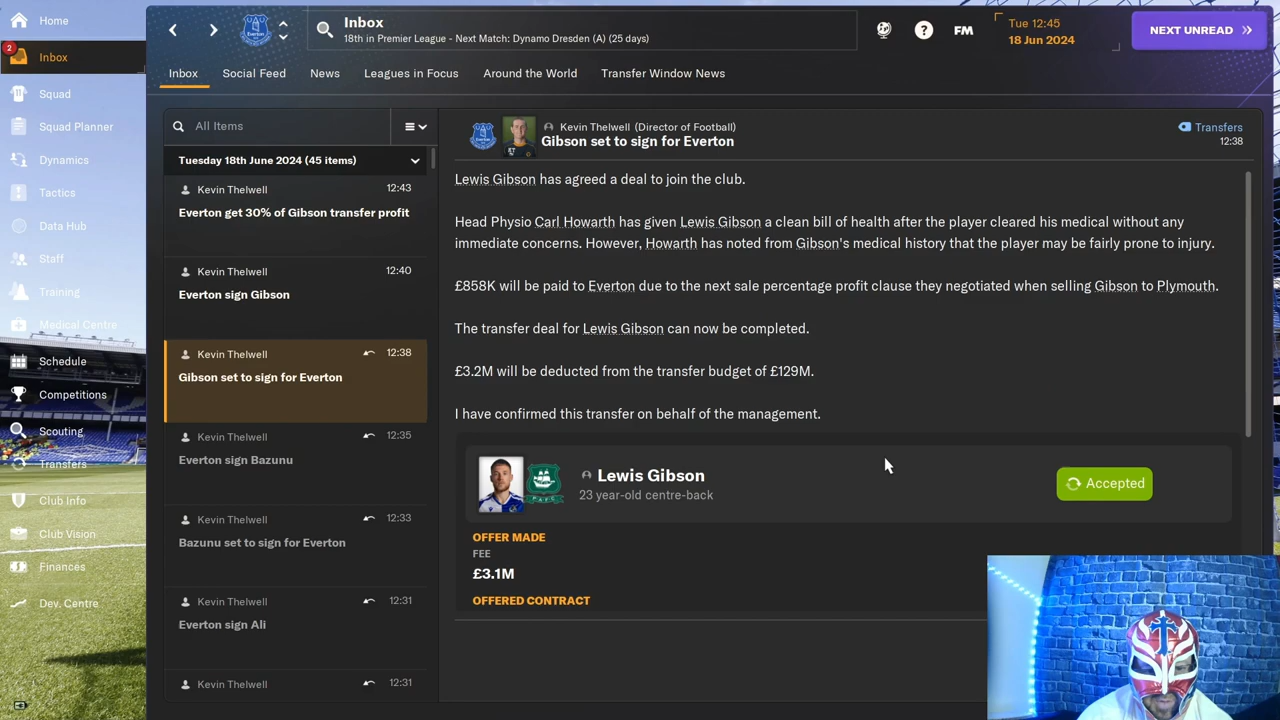 Home
2
Inbox
Squad
Squad Planner
Dynamics
Tactics
Data Hub
Staff
Training
Medical Centre
Schedule
Competitions
Scouting
Transfers
Club Info
Club Vision
Finances
Dev. Centre
Everton
Inbox
18th in Premier League - Next Match: Dynamo Dresden (A) (25 days)
?
FM
Tue 12:45
18 Jun 2024
NEXT UNREAD
Inbox
Social Feed
News
Leagues in Focus
Around the World
Transfer Window News
All Items
Tuesday 18th June 2024 (45 items)
Kevin Thelwell 12:43
Everton get 30% of Gibson transfer profit
Kevin Thelwell 12:40
Everton sign Gibson
Kevin Thelwell 12:38
Gibson set to sign for Everton
Kevin Thelwell 12:35
Everton sign Bazunu
Kevin Thelwell 12:33
Bazunu set to sign for Everton
Kevin Thelwell 12:31
Everton sign Ali
Kevin Thelwell 12:31
Kevin Thelwell (Director of Football)
Gibson set to sign for Everton
Transfers
12:38
Lewis Gibson has agreed a deal to join the club.
Head Physio Carl Howarth has given Lewis Gibson a clean bill of health after the player cleared his medical without any
immediate concerns. However, Howarth has noted from Gibson's medical history that the player may be fairly prone to injury.
£858K will be paid to Everton due to the next sale percentage profit clause they negotiated when selling Gibson to Plymouth.
The transfer deal for Lewis Gibson can now be completed.
£3.2M will be deducted from the transfer budget of £129M.
I have confirmed this transfer on behalf of the management.
Lewis Gibson
23 year-old centre-back
Accepted
OFFER MADE
FEE
£3.1M
OFFERED CONTRACT